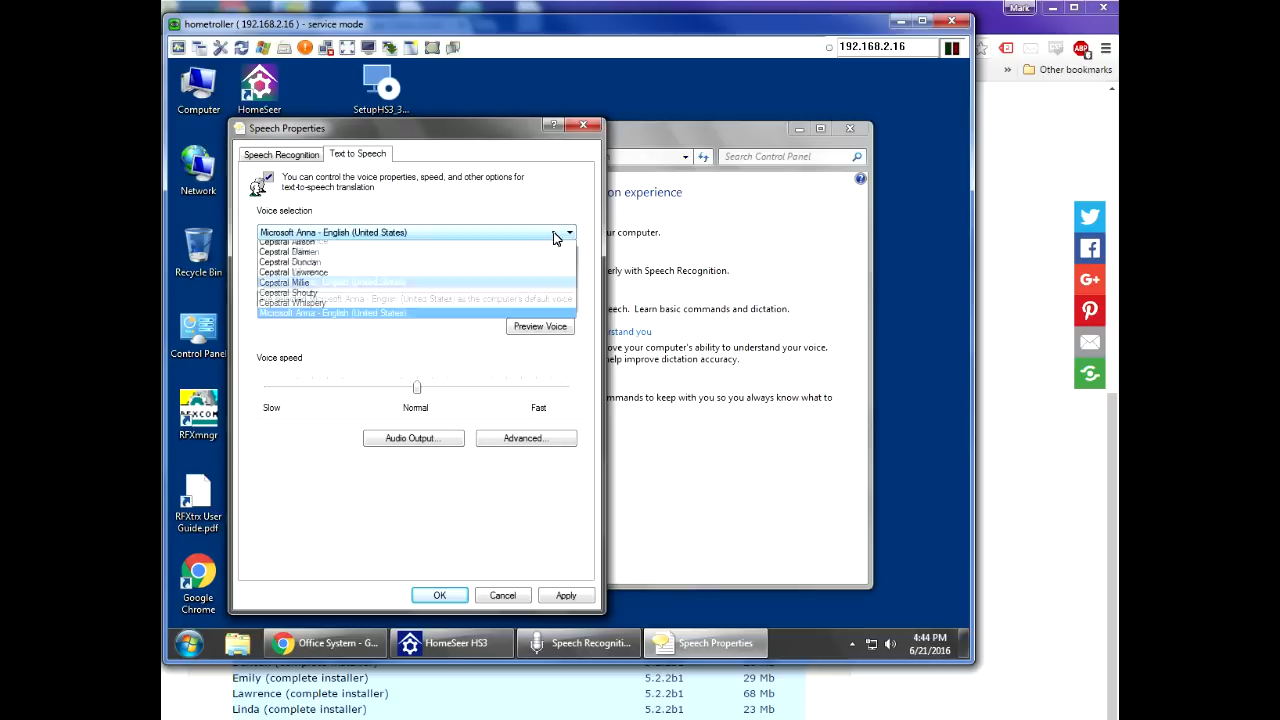 Mark
hometroller ( 192.168.2.16 ) - service mode
192.168.2.16
ABP
Other bookmarks
Computer
HomeSeer
SetupHS3_3...
Speech Properties
Speech Recognition
Text to Speech
Search Control Panel
You can control the voice properties, speed, and other options for
text-to-speech translation
on experience
Network
Voice selection
Microsoft Anna - English (United States)
ur computer.
Cepstral Allison
Cepstral Damien
Cepstral Duncan
Cepstral Lawrence
Cepstral Millie
Cepstral Shouty
Cepstral Whispery
Microsoft Anna - English (United States)
Recycle Bin
rly with Speech Recognition.
eech. Learn basic commands and dictation.
Preview Voice
rstand you
ove your computer's ability to understand your voice.
help improve dictation accuracy.
Control Panel
Voice speed
Slow
Normal
Fast
mmands to keep with you so you always know what to
RFXCOM
RFXmngr
Audio Output...
Advanced...
RFXtrx User
Guide.pdf
Google
Chrome
OK
Cancel
Apply
Office System - G...
HomeSeer HS3
Speech Recogniti...
Speech Properties
4:44 PM
6/21/2016
Emily (complete installer)
5.2.2b1
29 Mb
Lawrence (complete installer)
5.2.2b1
68 Mb
Linda (complete installer)
5.2.2b1
23 Mb